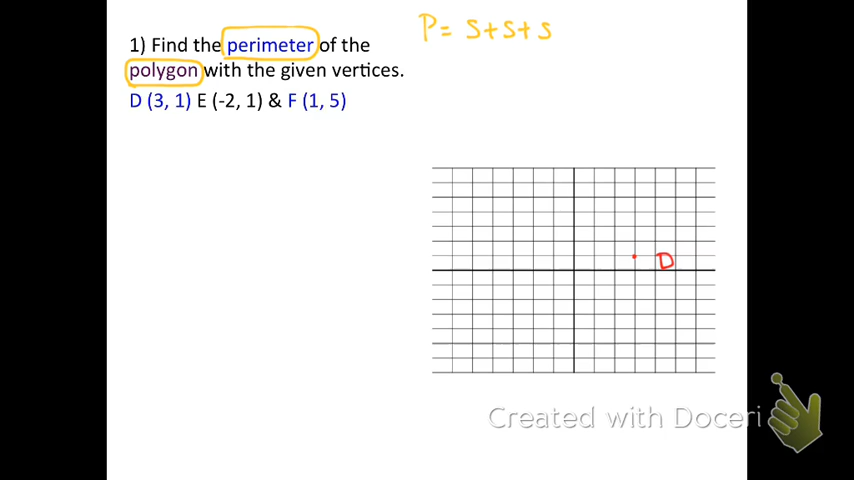 P= S+S+S
1) Find the perimeter of the
polygon with the given vertices.
D (3, 1) E (-2, 1) & F (1, 5)
D
Created with Doceri